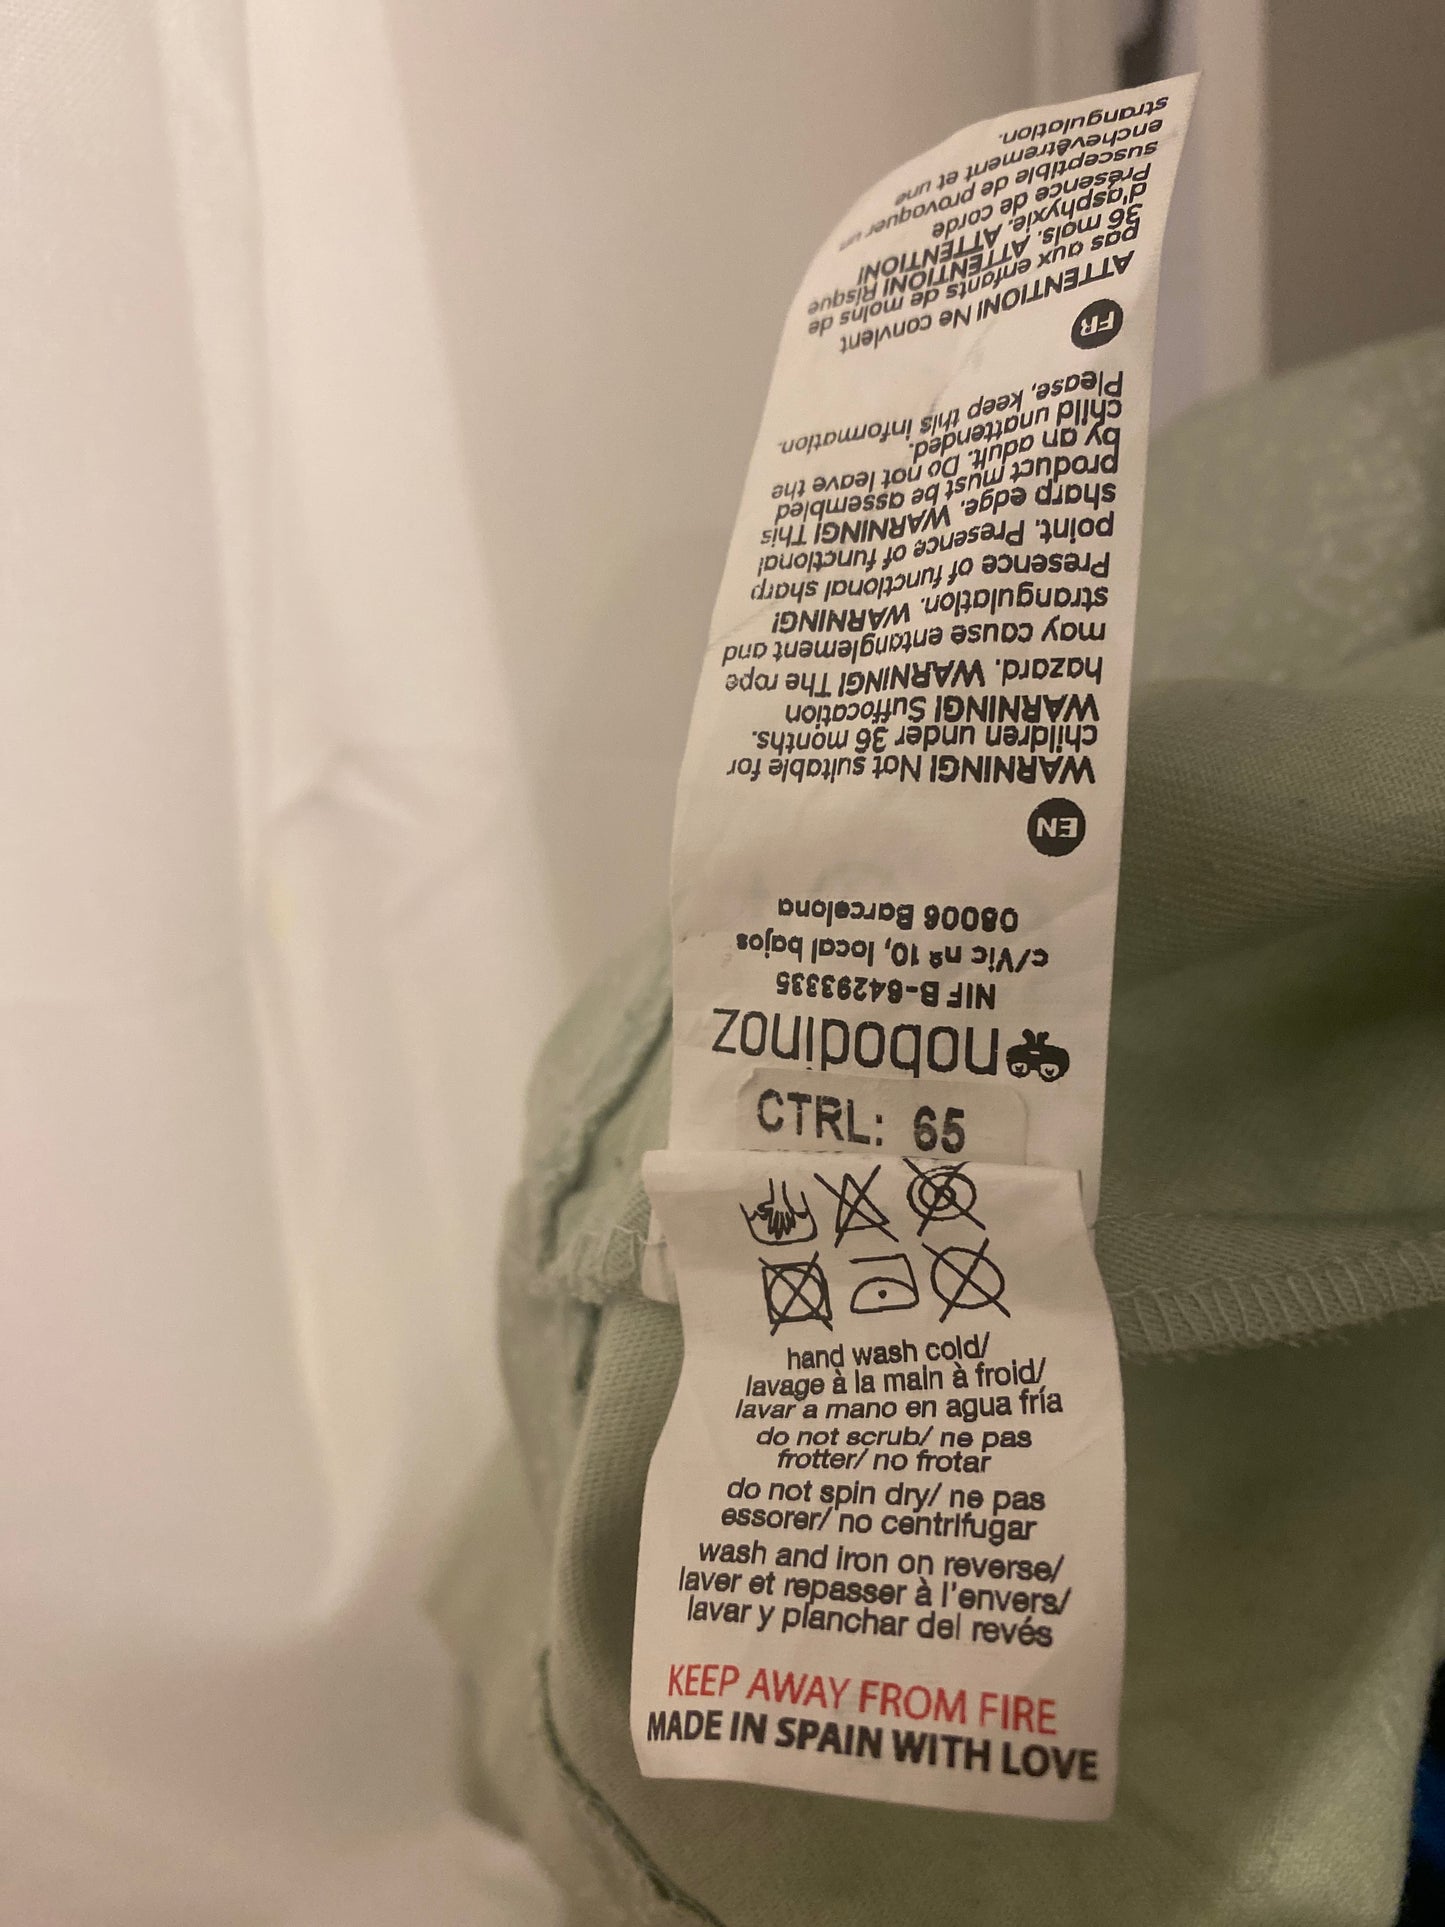 nobodinoz
NIF B-64293335
c/Vic nº 10, local bajos
08006 Barcelona
EN
WARNING! Not suitable for
children under 36 months.
WARNING! Suffocation
hazard. WARNING! The rope
may cause entanglement and
strangulation. WARNING!
Presence of functional sharp
point. Presence of functional
sharp edge. WARNING! This
product must be assembled
by an adult. Do not leave the
child unattended.
Please, keep this information.
FR
ATTENTION! Ne convient
pas aux enfants de moins de
36 mois. ATTENTION! Risque
d'asphyxie. ATTENTION!
Présence de corde
susceptible de provoquer un
enchevêtrement et une
strangulation.
CTRL: 65
hand wash cold/
lavage à la main à froid/
lavar a mano en agua fría
do not scrub/ ne pas
frotter/ no frotar
do not spin dry/ ne pas
essorer/ no centrifugar
wash and iron on reverse/
laver et repasser à l'envers/
lavar y planchar del revés
KEEP AWAY FROM FIRE
MADE IN SPAIN WITH LOVE